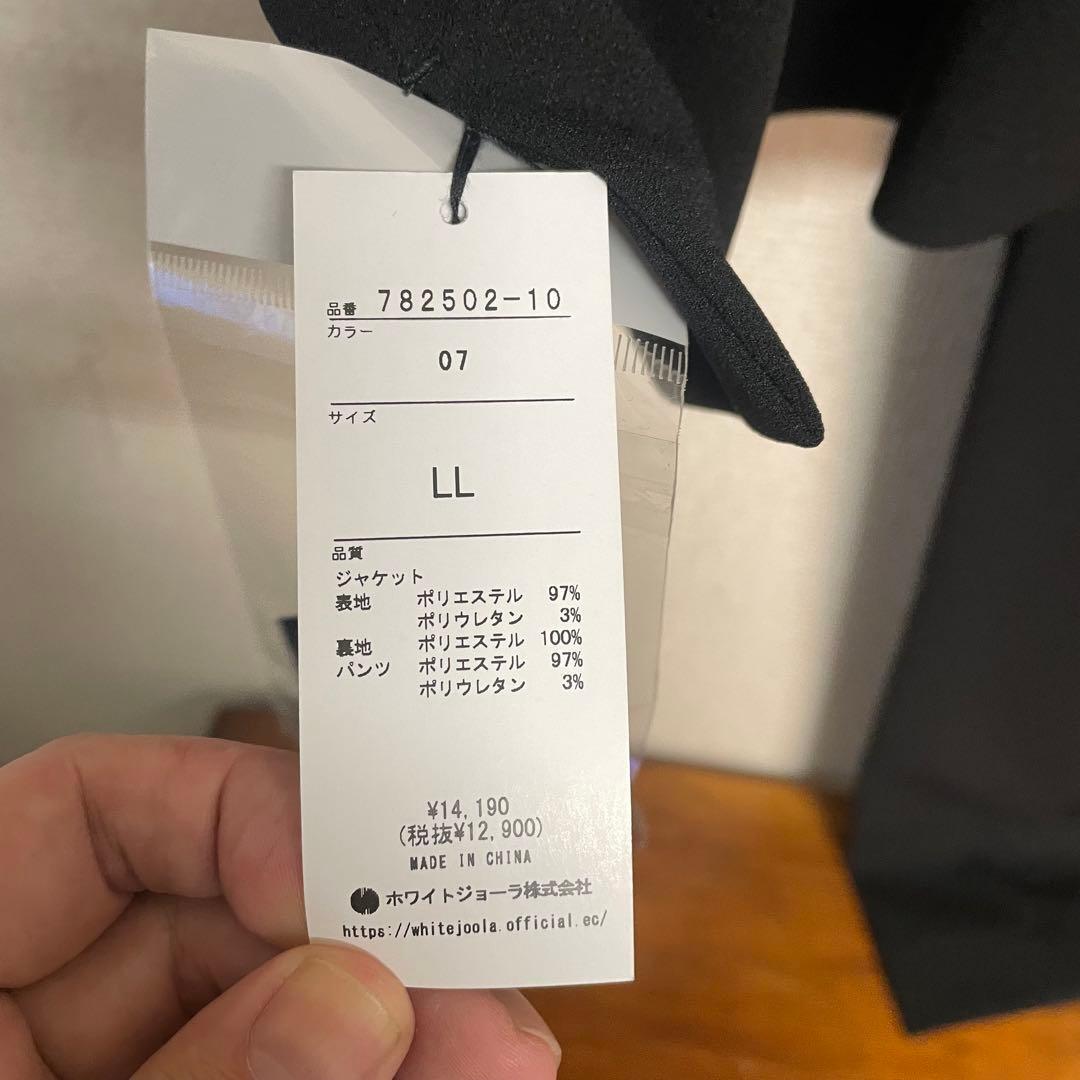 品番 782502-10
カラー
07
サイズ
LL
品質
ジャケット
表地 ポリエステル 97%
ポリウレタン 3%
裏地 ポリエステル 100%
パンツ ポリエステル 97%
ポリウレタン 3%
¥14,190
(税抜¥12,900)
MADE IN CHINA
ホワイトジョーラ株式会社
https://whitejoola.official.ec/